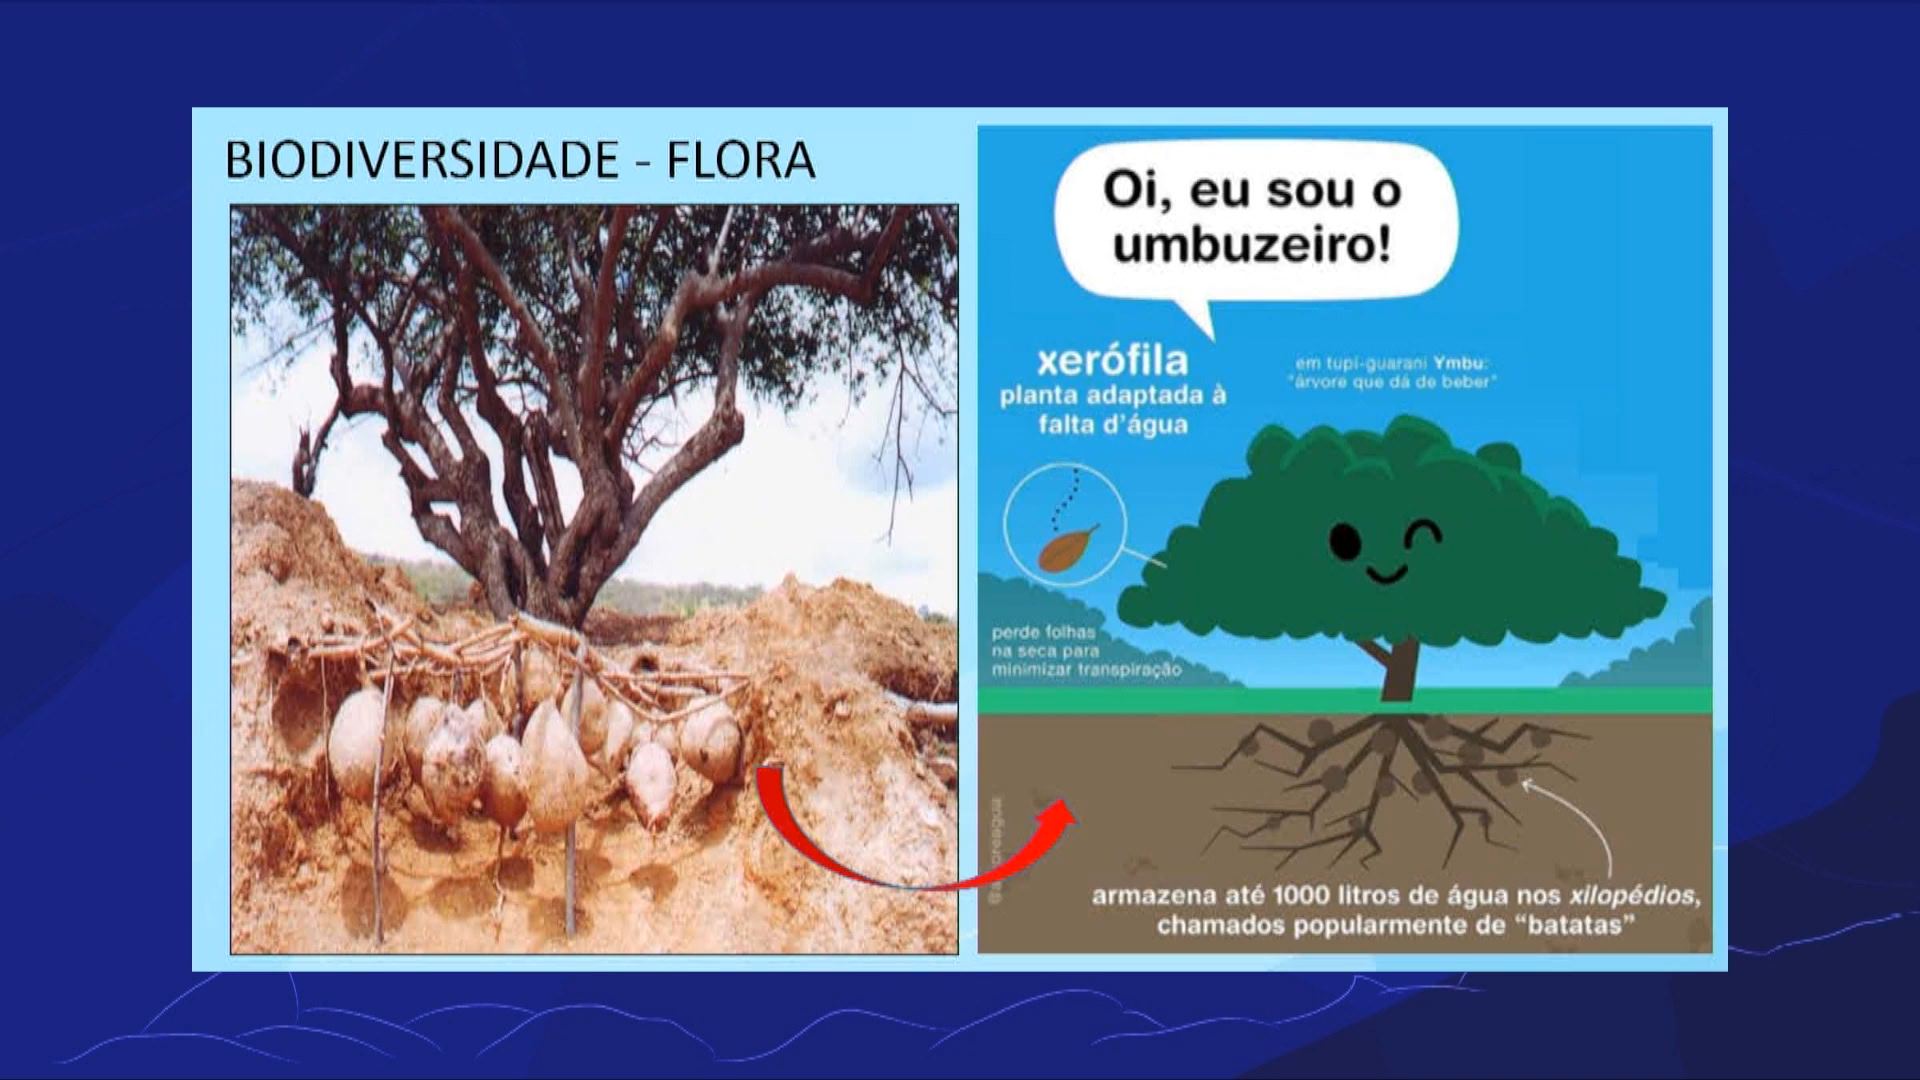 BIODIVERSIDADE - FLORA
Oi, eu sou o
umbuzeiro!
xerófila
planta adaptada à
falta d'água
em tupi-guarani Ymbu:
"árvore que dá de beber"
perde folhas
na seca para
minimizar transpiração
armazena até 1000 litros de água nos xilopédios,
chamados popularmente de “batatas”